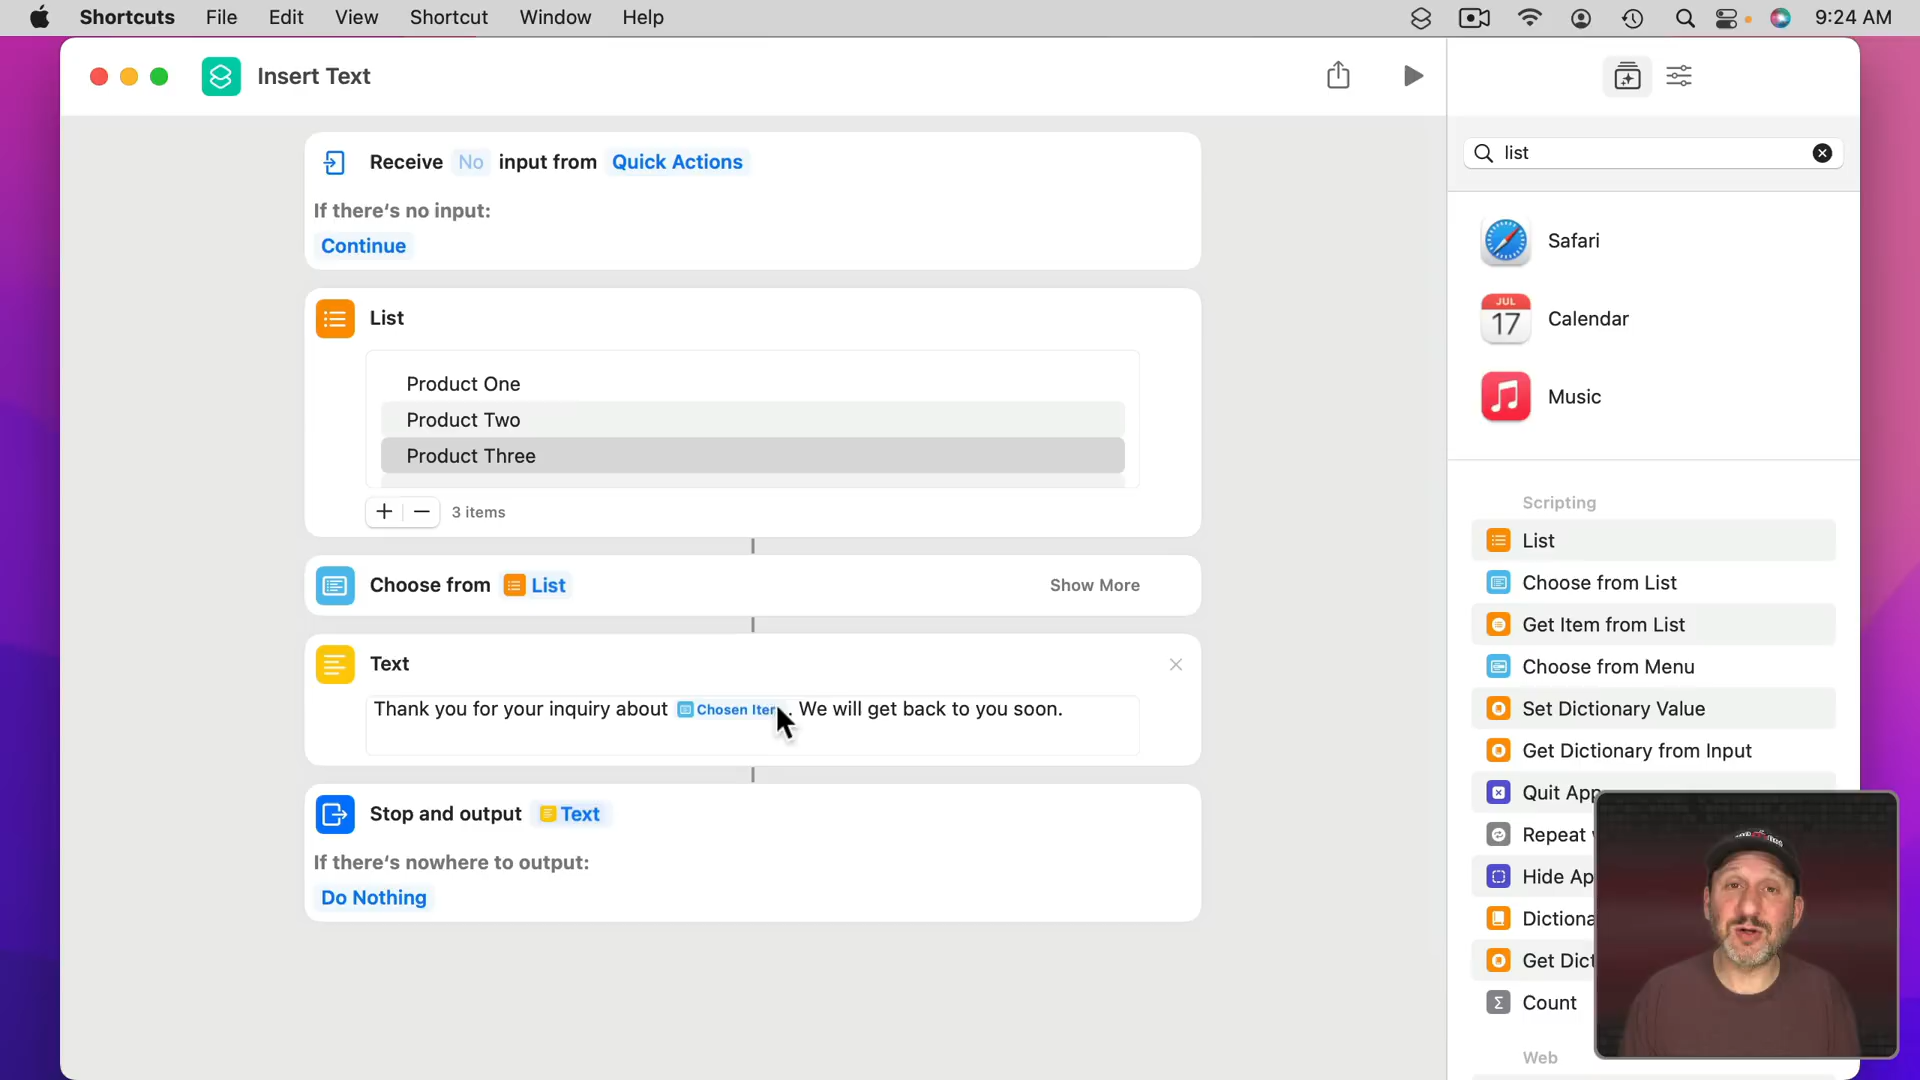 Shortcuts File Edit View Shortcut Window Help 9:24 AM
Insert Text
list
Receive No input from Quick Actions
If there's no input:
Continue
List
Product One
Product Two
Product Three
3 items
Choose from List Show More
Text
Thank you for your inquiry about Chosen Item. We will get back to you soon.
Stop and output Text
If there's nowhere to output:
Do Nothing
Safari
JUL
17
Calendar
Music
Scripting
List
Choose from List
Get Item from List
Choose from Menu
Set Dictionary Value
Get Dictionary from Input
Quit App
Repeat
Hide Ap
Dictiona
Get Dict
Count
Web